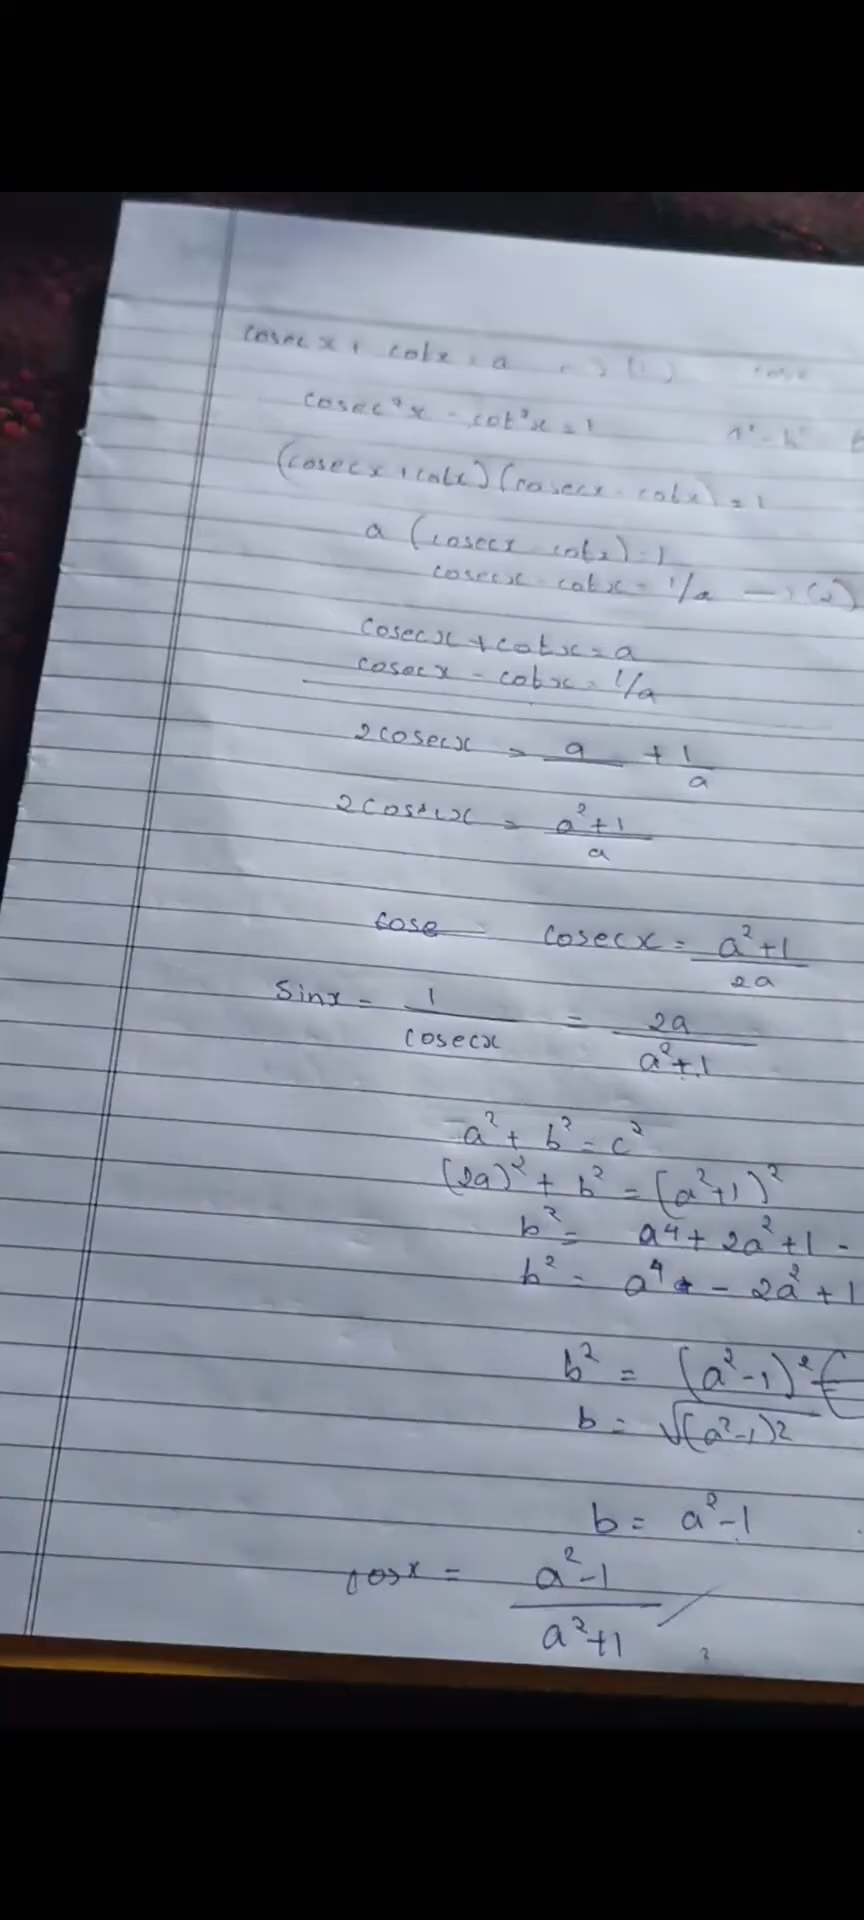 cosec x + cot x = a → (1)
cosec²x - cot²x = 1 a² - b²
(cosec x + cot x) (cosec x - cot x) = 1
a (cosec x cot x) = 1
cosec x - cot x = 1/a → (2)
cosec x + cot x = a
cosec x - cot x = 1/a
2 cosec x = a + 1/a
2 cosec x = (a² + 1)/a
cose cosec x = (a² + 1)/2a
Sin x = 1/cosec x = 2a/(a² + 1)
a² + b² = c²
(2a)² + b² = (a² + 1)²
b² = a⁴ + 2a² + 1 -
b² = a⁴ - 2a² + 1
b² = (a² - 1)²
b = √(a² - 1)2
b = a² - 1
cos x = (a² - 1)/(a² + 1)